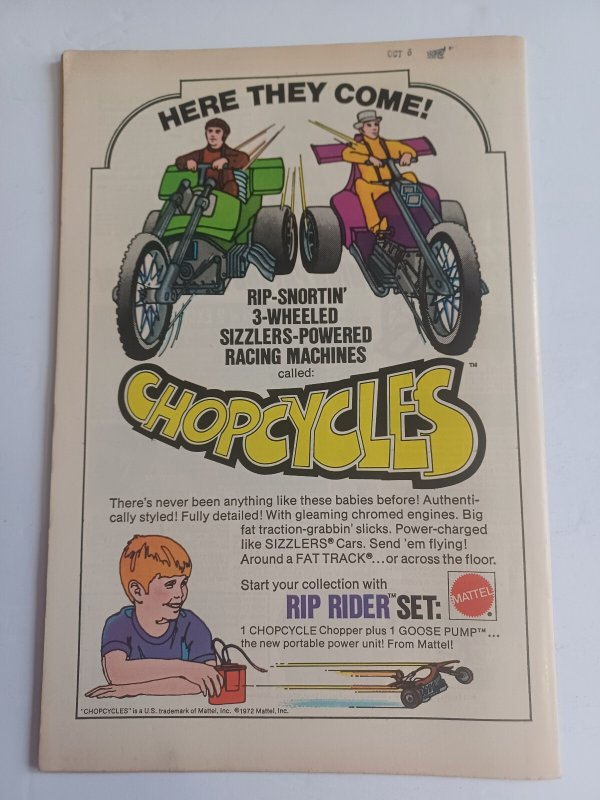 OCT 6
HERE THEY COME!
RIP-SNORTIN'
3-WHEELED
SIZZLERS-POWERED
RACING MACHINES
called:
CHOPCYCLES™
There's never been anything like these babies before! Authenti-
cally styled! Fully detailed! With gleaming chromed engines. Big
fat traction-grabbin' slicks. Power-charged
like SIZZLERS® Cars. Send 'em flying!
Around a FAT TRACK®...or across the floor.
Start your collection with
RIP RIDER™ SET:
MATTEL®
1 CHOPCYCLE Chopper plus 1 GOOSE PUMP™...
the new portable power unit! From Mattel!
"CHOPCYCLES" is a U.S. trademark of Mattel, Inc. ©1972 Mattel, Inc.